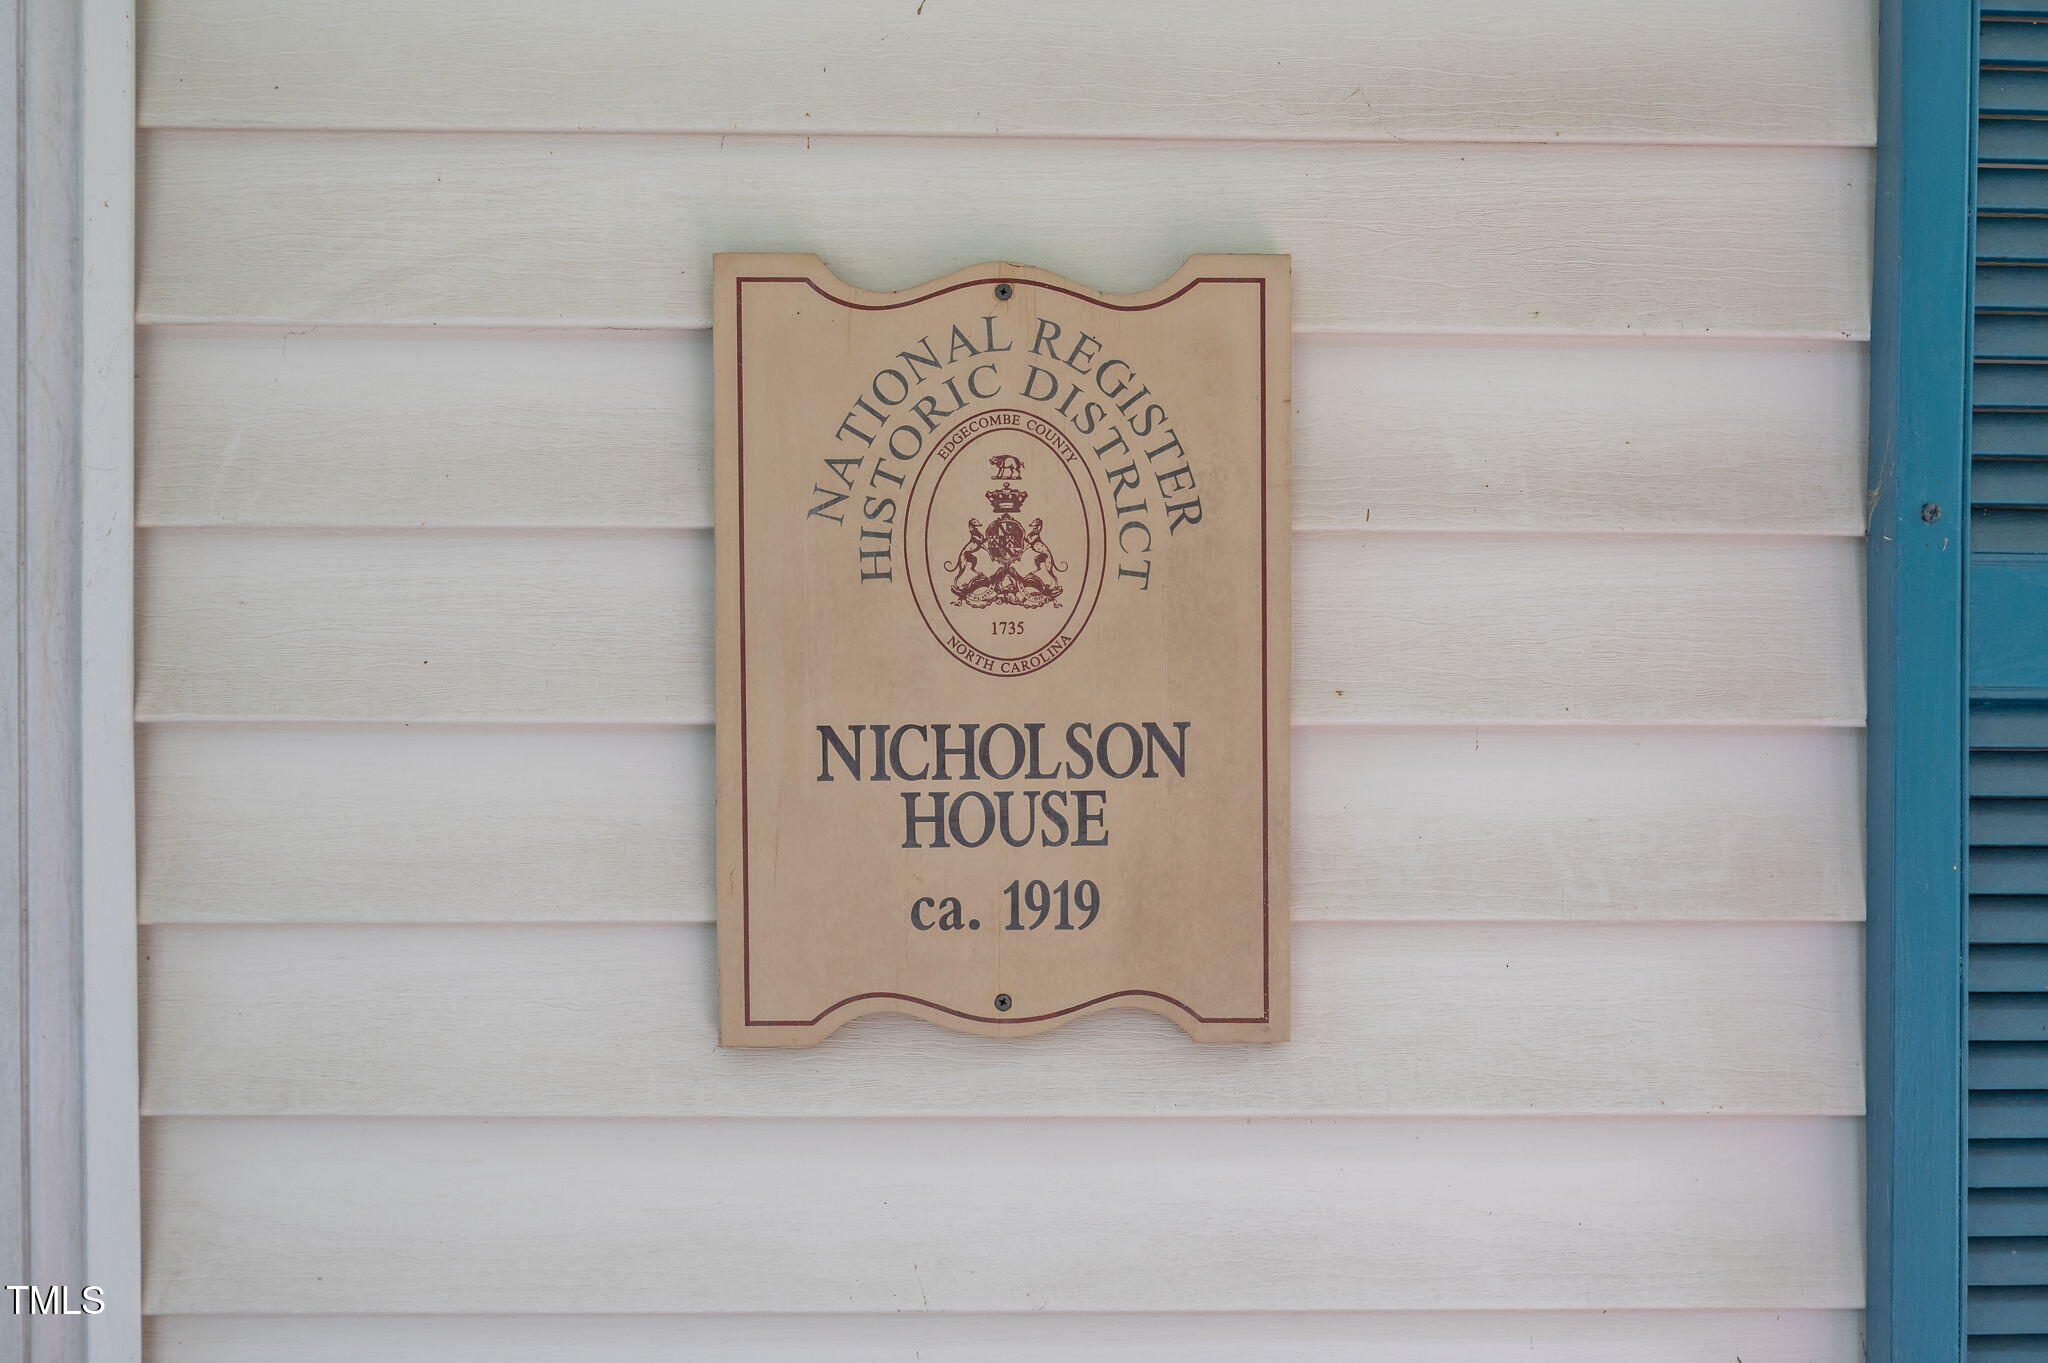 NATIONAL REGISTER
HISTORIC DISTRICT
EDGECOMBE COUNTY
1735
NORTH CAROLINA
NICHOLSON
HOUSE
ca. 1919
TMLS